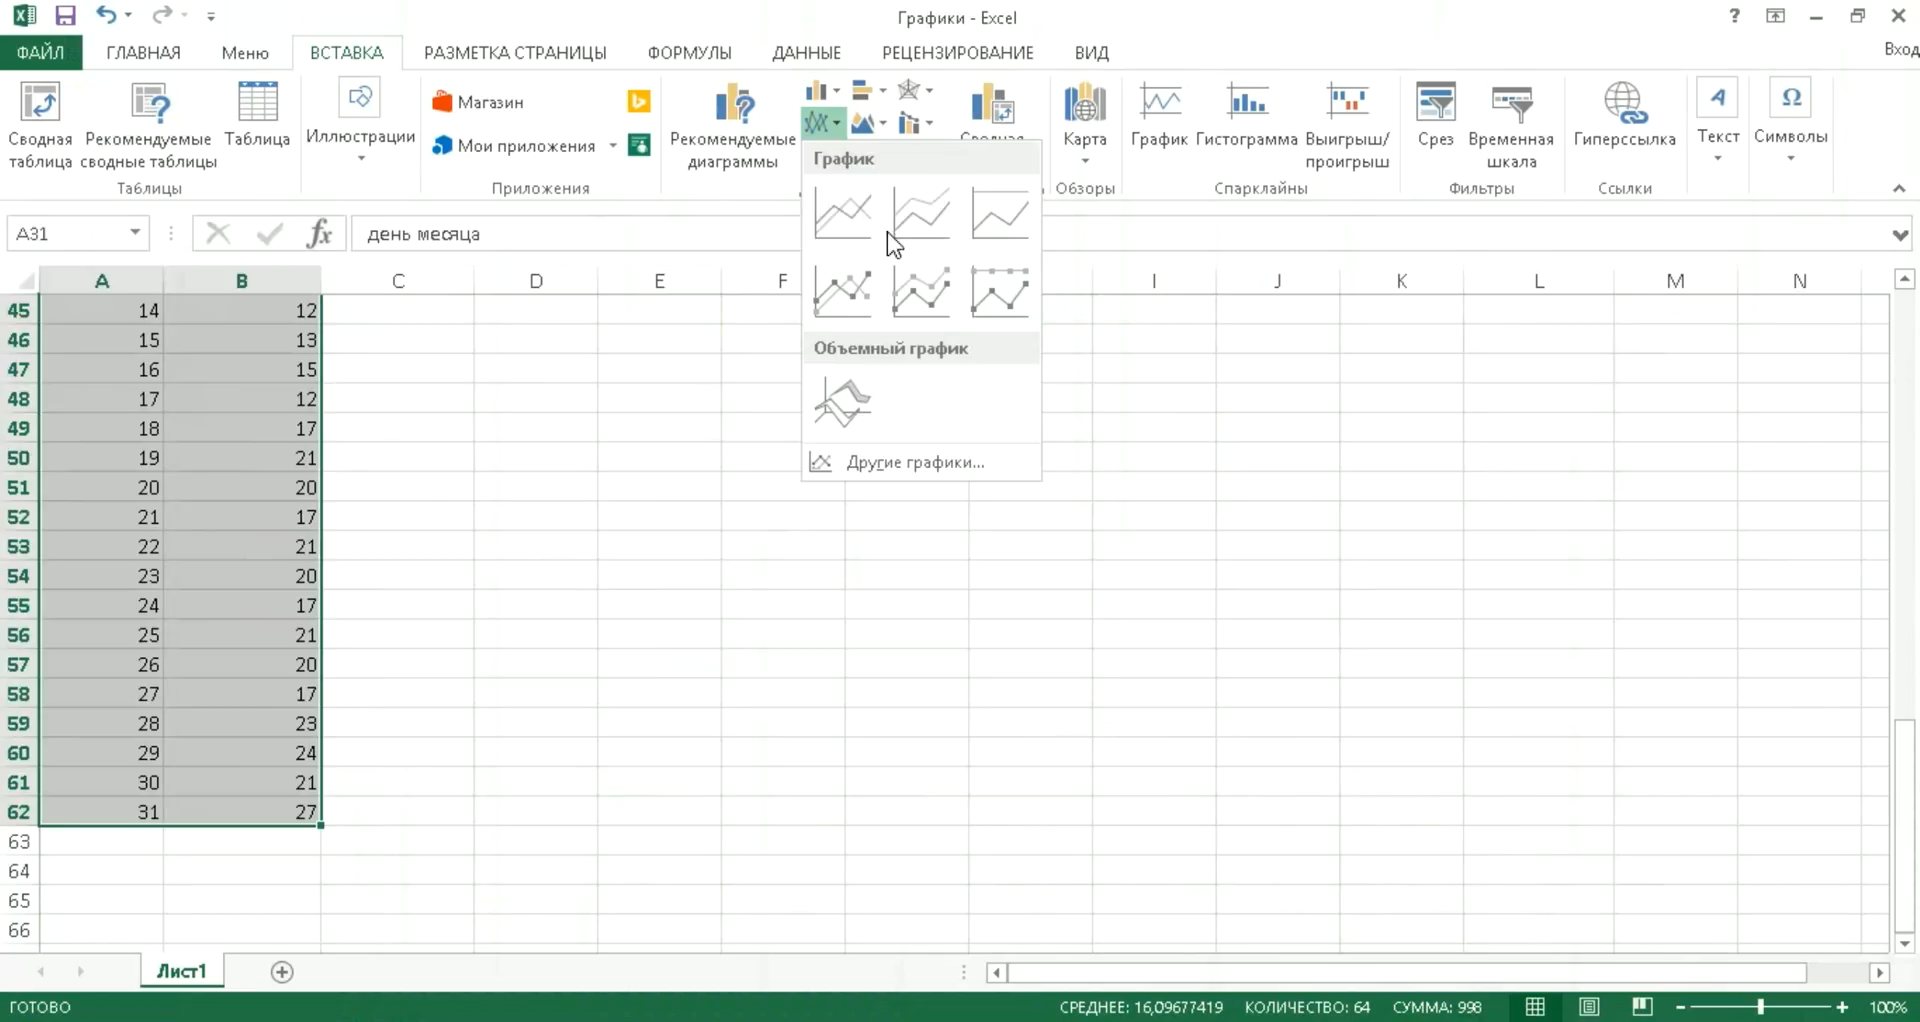 Графики - Excel
?
ФАЙЛ ГЛАВНАЯ Меню ВСТАВКА РАЗМЕТКА СТРАНИЦЫ ФОРМУЛЫ ДАННЫЕ РЕЦЕНЗИРОВАНИЕ ВИД Вход
Сводная таблица
Рекомендуемые сводные таблицы
Таблица
Таблицы
Иллюстрации
Магазин
Мои приложения
Приложения
Рекомендуемые диаграммы
Карта
Обзоры
График
Гистограмма
Выигрыш/проигрыш
Спарклайны
Срез
Временная шкала
Фильтры
Гиперссылка
Ссылки
Текст
Символы
График
Объемный график
Другие графики...
A31 fx день месяца
A B C D E F I J K L M N
45 14 12
46 15 13
47 16 15
48 17 12
49 18 17
50 19 21
51 20 20
52 21 17
53 22 21
54 23 20
55 24 17
56 25 21
57 26 20
58 27 17
59 28 23
60 29 24
61 30 21
62 31 27
63
64
65
66
Лист1
ГОТОВО СРЕДНЕЕ: 16,09677419 КОЛИЧЕСТВО: 64 СУММА: 998 100%